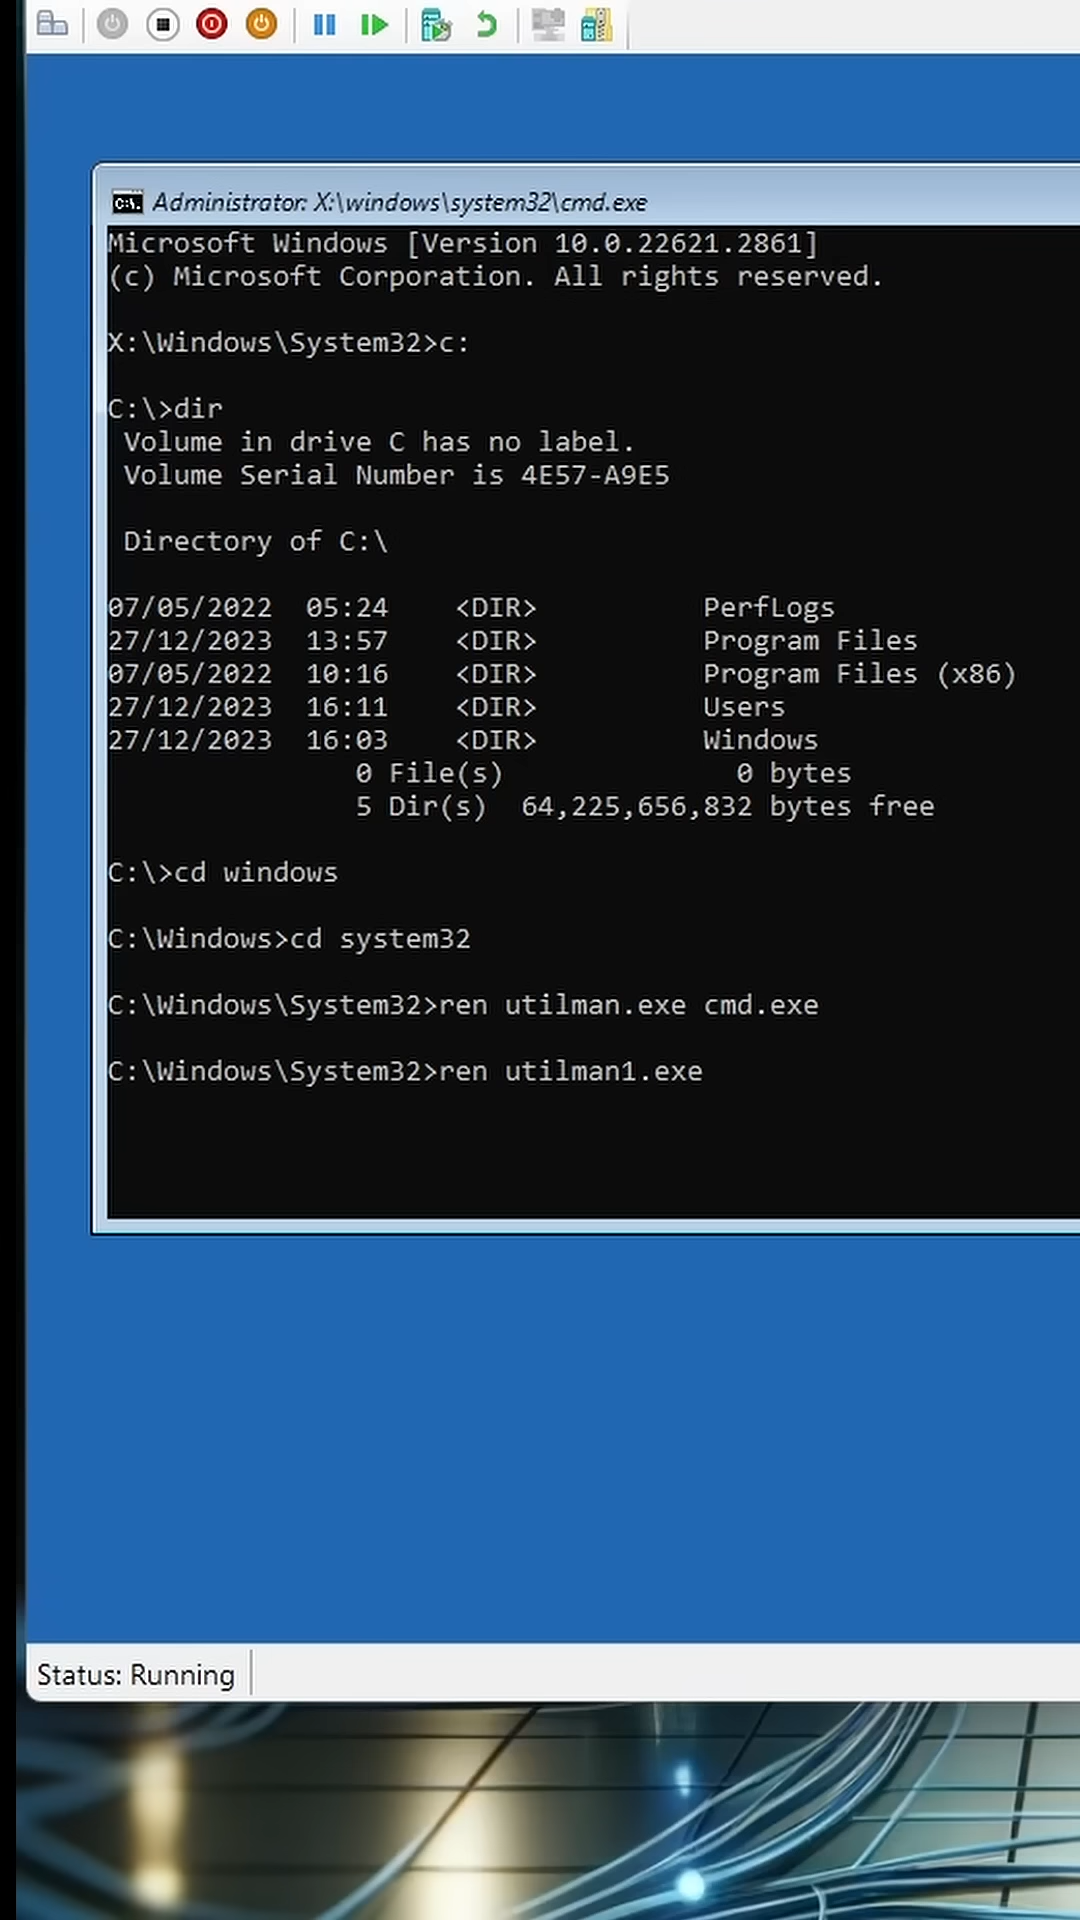 Administrator: X:\windows\system32\cmd.exe
Microsoft Windows [Version 10.0.22621.2861]
(c) Microsoft Corporation. All rights reserved.
X:\Windows\System32>c:
C:\>dir
Volume in drive C has no label.
Volume Serial Number is 4E57-A9E5
Directory of C:\
07/05/2022 05:24 <DIR> PerfLogs
27/12/2023 13:57 <DIR> Program Files
07/05/2022 10:16 <DIR> Program Files (x86)
27/12/2023 16:11 <DIR> Users
27/12/2023 16:03 <DIR> Windows
0 File(s) 0 bytes
5 Dir(s) 64,225,656,832 bytes free
C:\>cd windows
C:\Windows>cd system32
C:\Windows\System32>ren utilman.exe cmd.exe
C:\Windows\System32>ren utilman1.exe
Status: Running